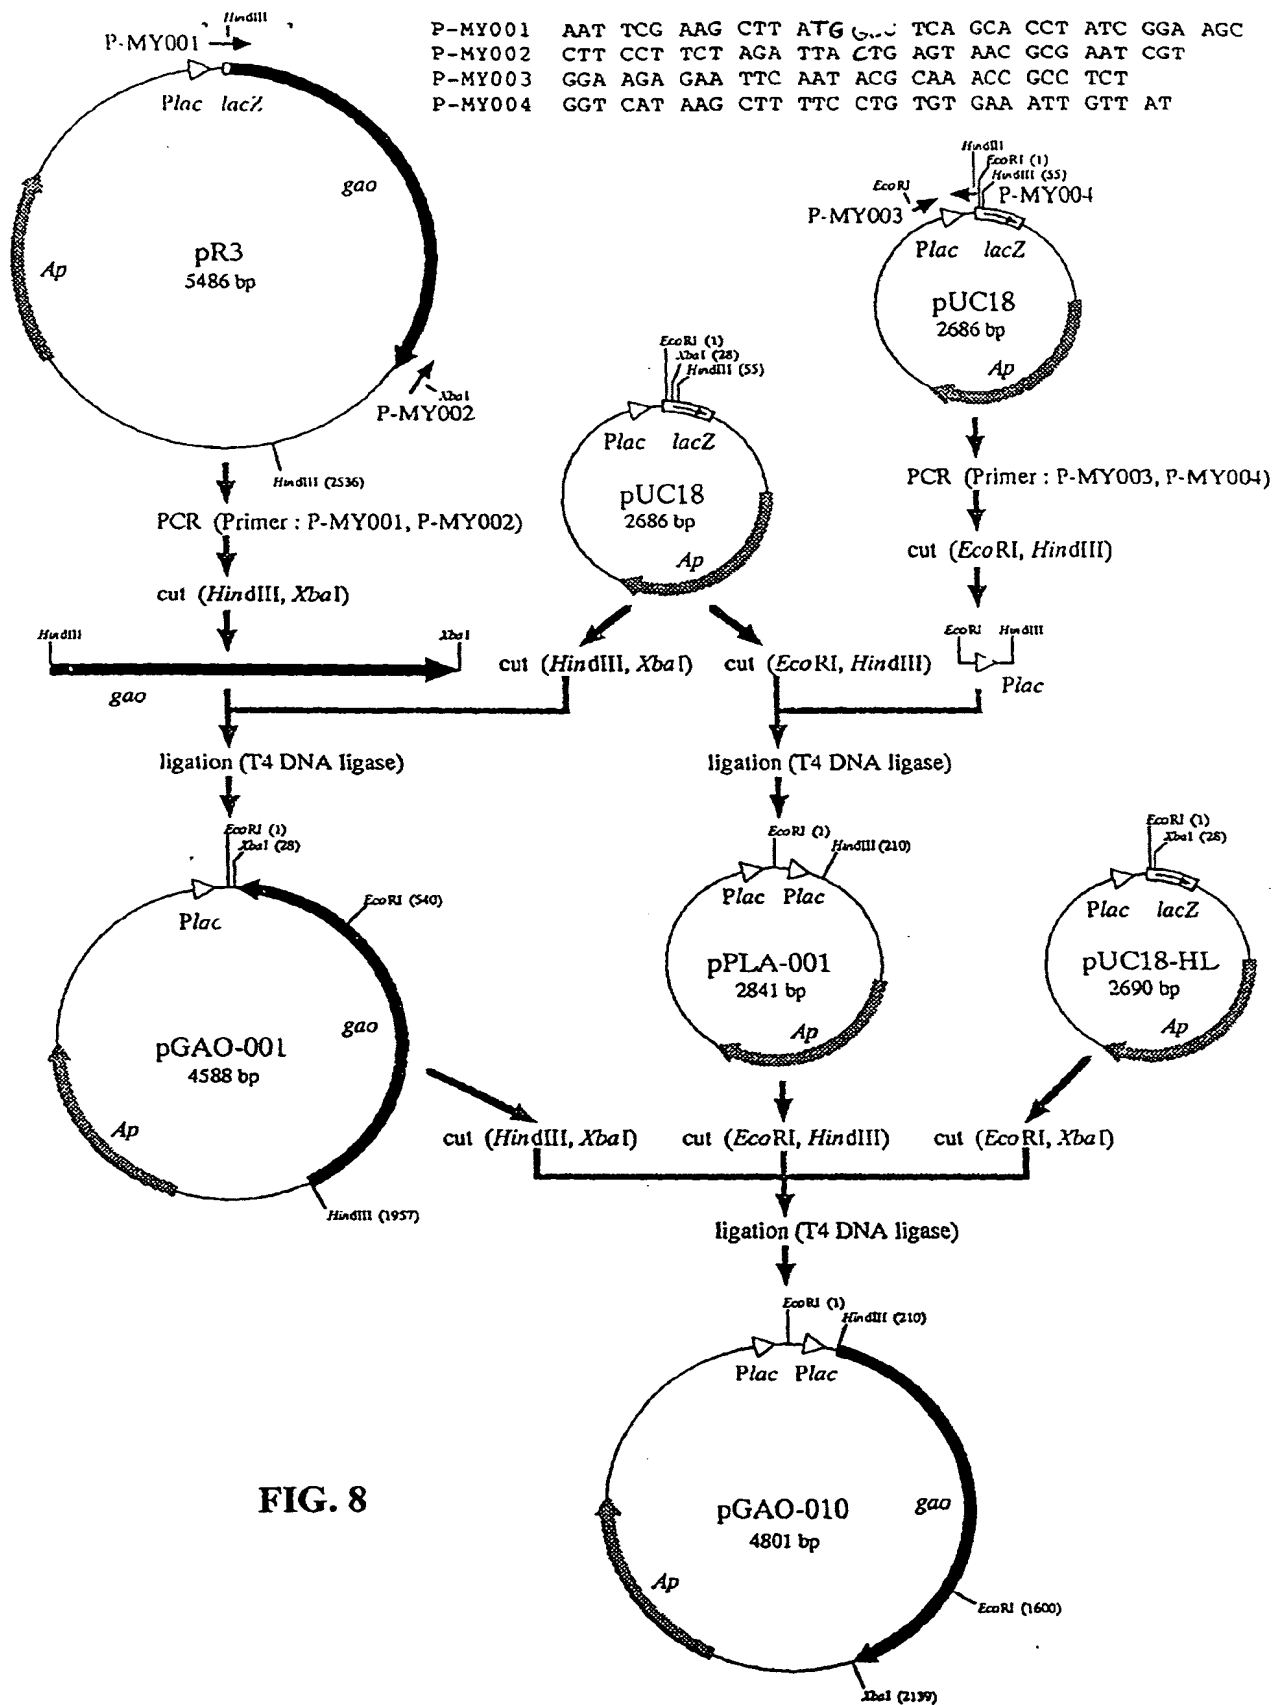 P-MY001 AAT TCG AAG CTT ATG TCA GCA CCT ATC GGA AGC
P-MY002 CTT CCT TCT AGA TTA CTG AGT AAC GCG AAT CGT
P-MY003 GGA AGA GAA TTC AAT ACG CAA ACC GCC TCT
P-MY004 GGT CAT AAG CTT TTC CTG TGT GAA ATT GTT AT
HindIII
P-MY001
Plac lacZ
gao
Ap
pR3
5486 bp
XbaI
P-MY002
HindIII (2536)
PCR (Primer : P-MY001, P-MY002)
cut (HindIII, XbaI)
HindIII
XbaI
gao
EcoRI (1)
XbaI (28)
HindIII (55)
Plac lacZ
pUC18
2686 bp
Ap
HindIII
EcoRI (1)
HindIII (55)
EcoRI
P-MY003
P-MY004
Plac lacZ
pUC18
2686 bp
Ap
PCR (Primer : P-MY003, P-MY004)
cut (EcoRI, HindIII)
EcoRI HindIII
Plac
cut (HindIII, XbaI)
cut (EcoRI, HindIII)
ligation (T4 DNA ligase)
ligation (T4 DNA ligase)
EcoRI (1)
XbaI (28)
EcoRI (540)
Plac
gao
pGAO-001
4588 bp
Ap
HindIII (1957)
EcoRI (1)
HindIII (210)
Plac Plac
pPLA-001
2841 bp
Ap
EcoRI (1)
XbaI (28)
Plac lacZ
pUC18-HL
2690 bp
Ap
cut (HindIII, XbaI)
cut (EcoRI, HindIII)
cut (EcoRI, XbaI)
ligation (T4 DNA ligase)
EcoRI (1)
HindIII (210)
Plac Plac
gao
pGAO-010
4801 bp
Ap
EcoRI (1600)
XbaI (2139)
FIG. 8